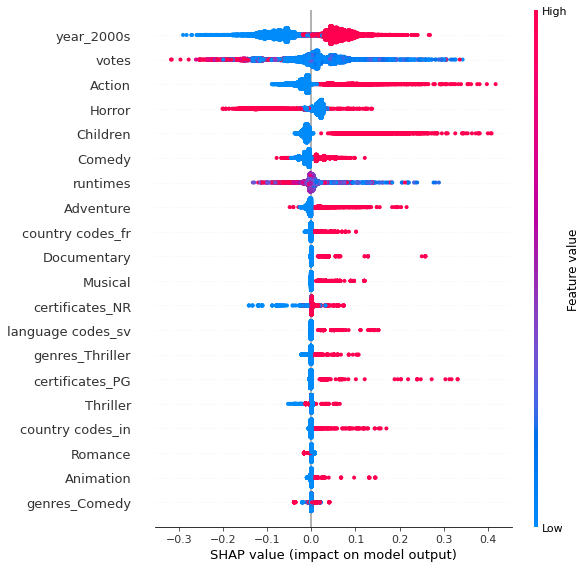 High
year_2000s
votes
Action
Horror
Children
Comedy
runtimes
Adventure
country codes_fr
Documentary
Musical
certificates_NR
language codes_sv
genres_Thriller
certificates_PG
Thriller
country codes_in
Romance
Animation
genres_Comedy
Feature value
Low
−0.3 −0.2 −0.1 0.0 0.1 0.2 0.3 0.4
SHAP value (impact on model output)